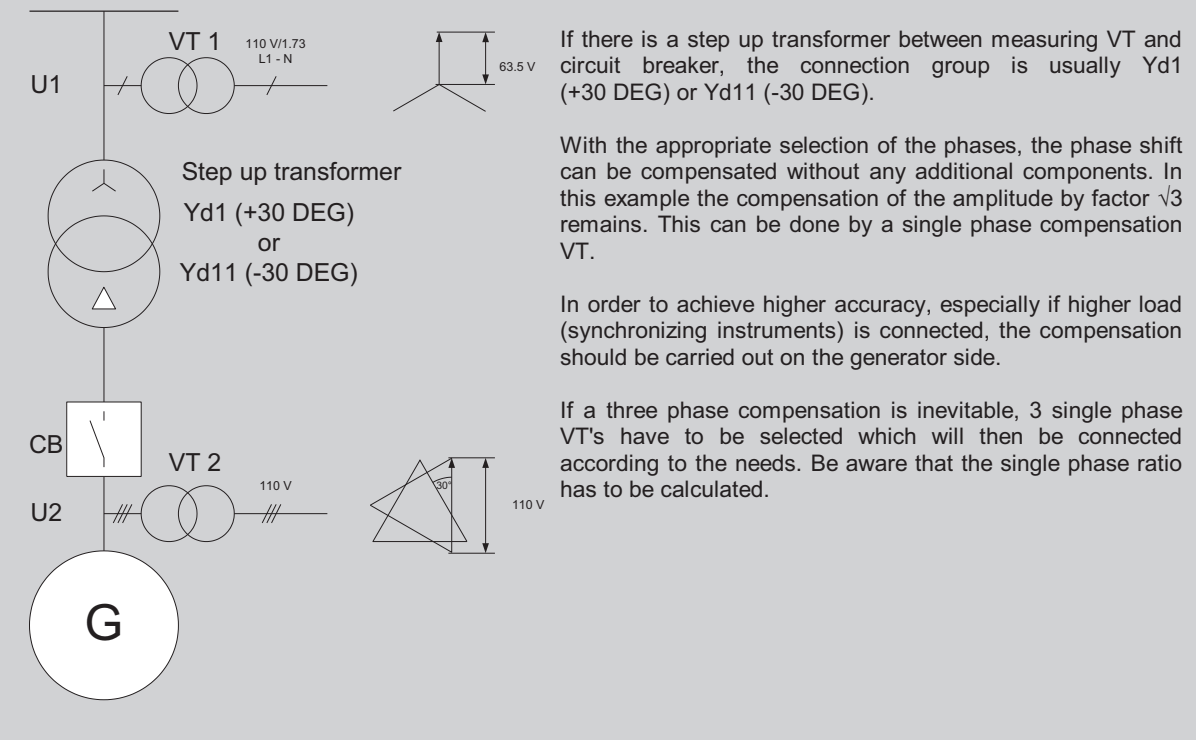 VT 1
110 V/1.73
L1 - N
U1
63.5 V
Step up transformer
Yd1 (+30 DEG)
or
Yd11 (-30 DEG)
CB
VT 2
110 V
U2
30°
110 V
G
If there is a step up transformer between measuring VT and
circuit breaker, the connection group is usually Yd1
(+30 DEG) or Yd11 (-30 DEG).
With the appropriate selection of the phases, the phase shift
can be compensated without any additional components. In
this example the compensation of the amplitude by factor √3
remains. This can be done by a single phase compensation
VT.
In order to achieve higher accuracy, especially if higher load
(synchronizing instruments) is connected, the compensation
should be carried out on the generator side.
If a three phase compensation is inevitable, 3 single phase
VT's have to be selected which will then be connected
according to the needs. Be aware that the single phase ratio
has to be calculated.